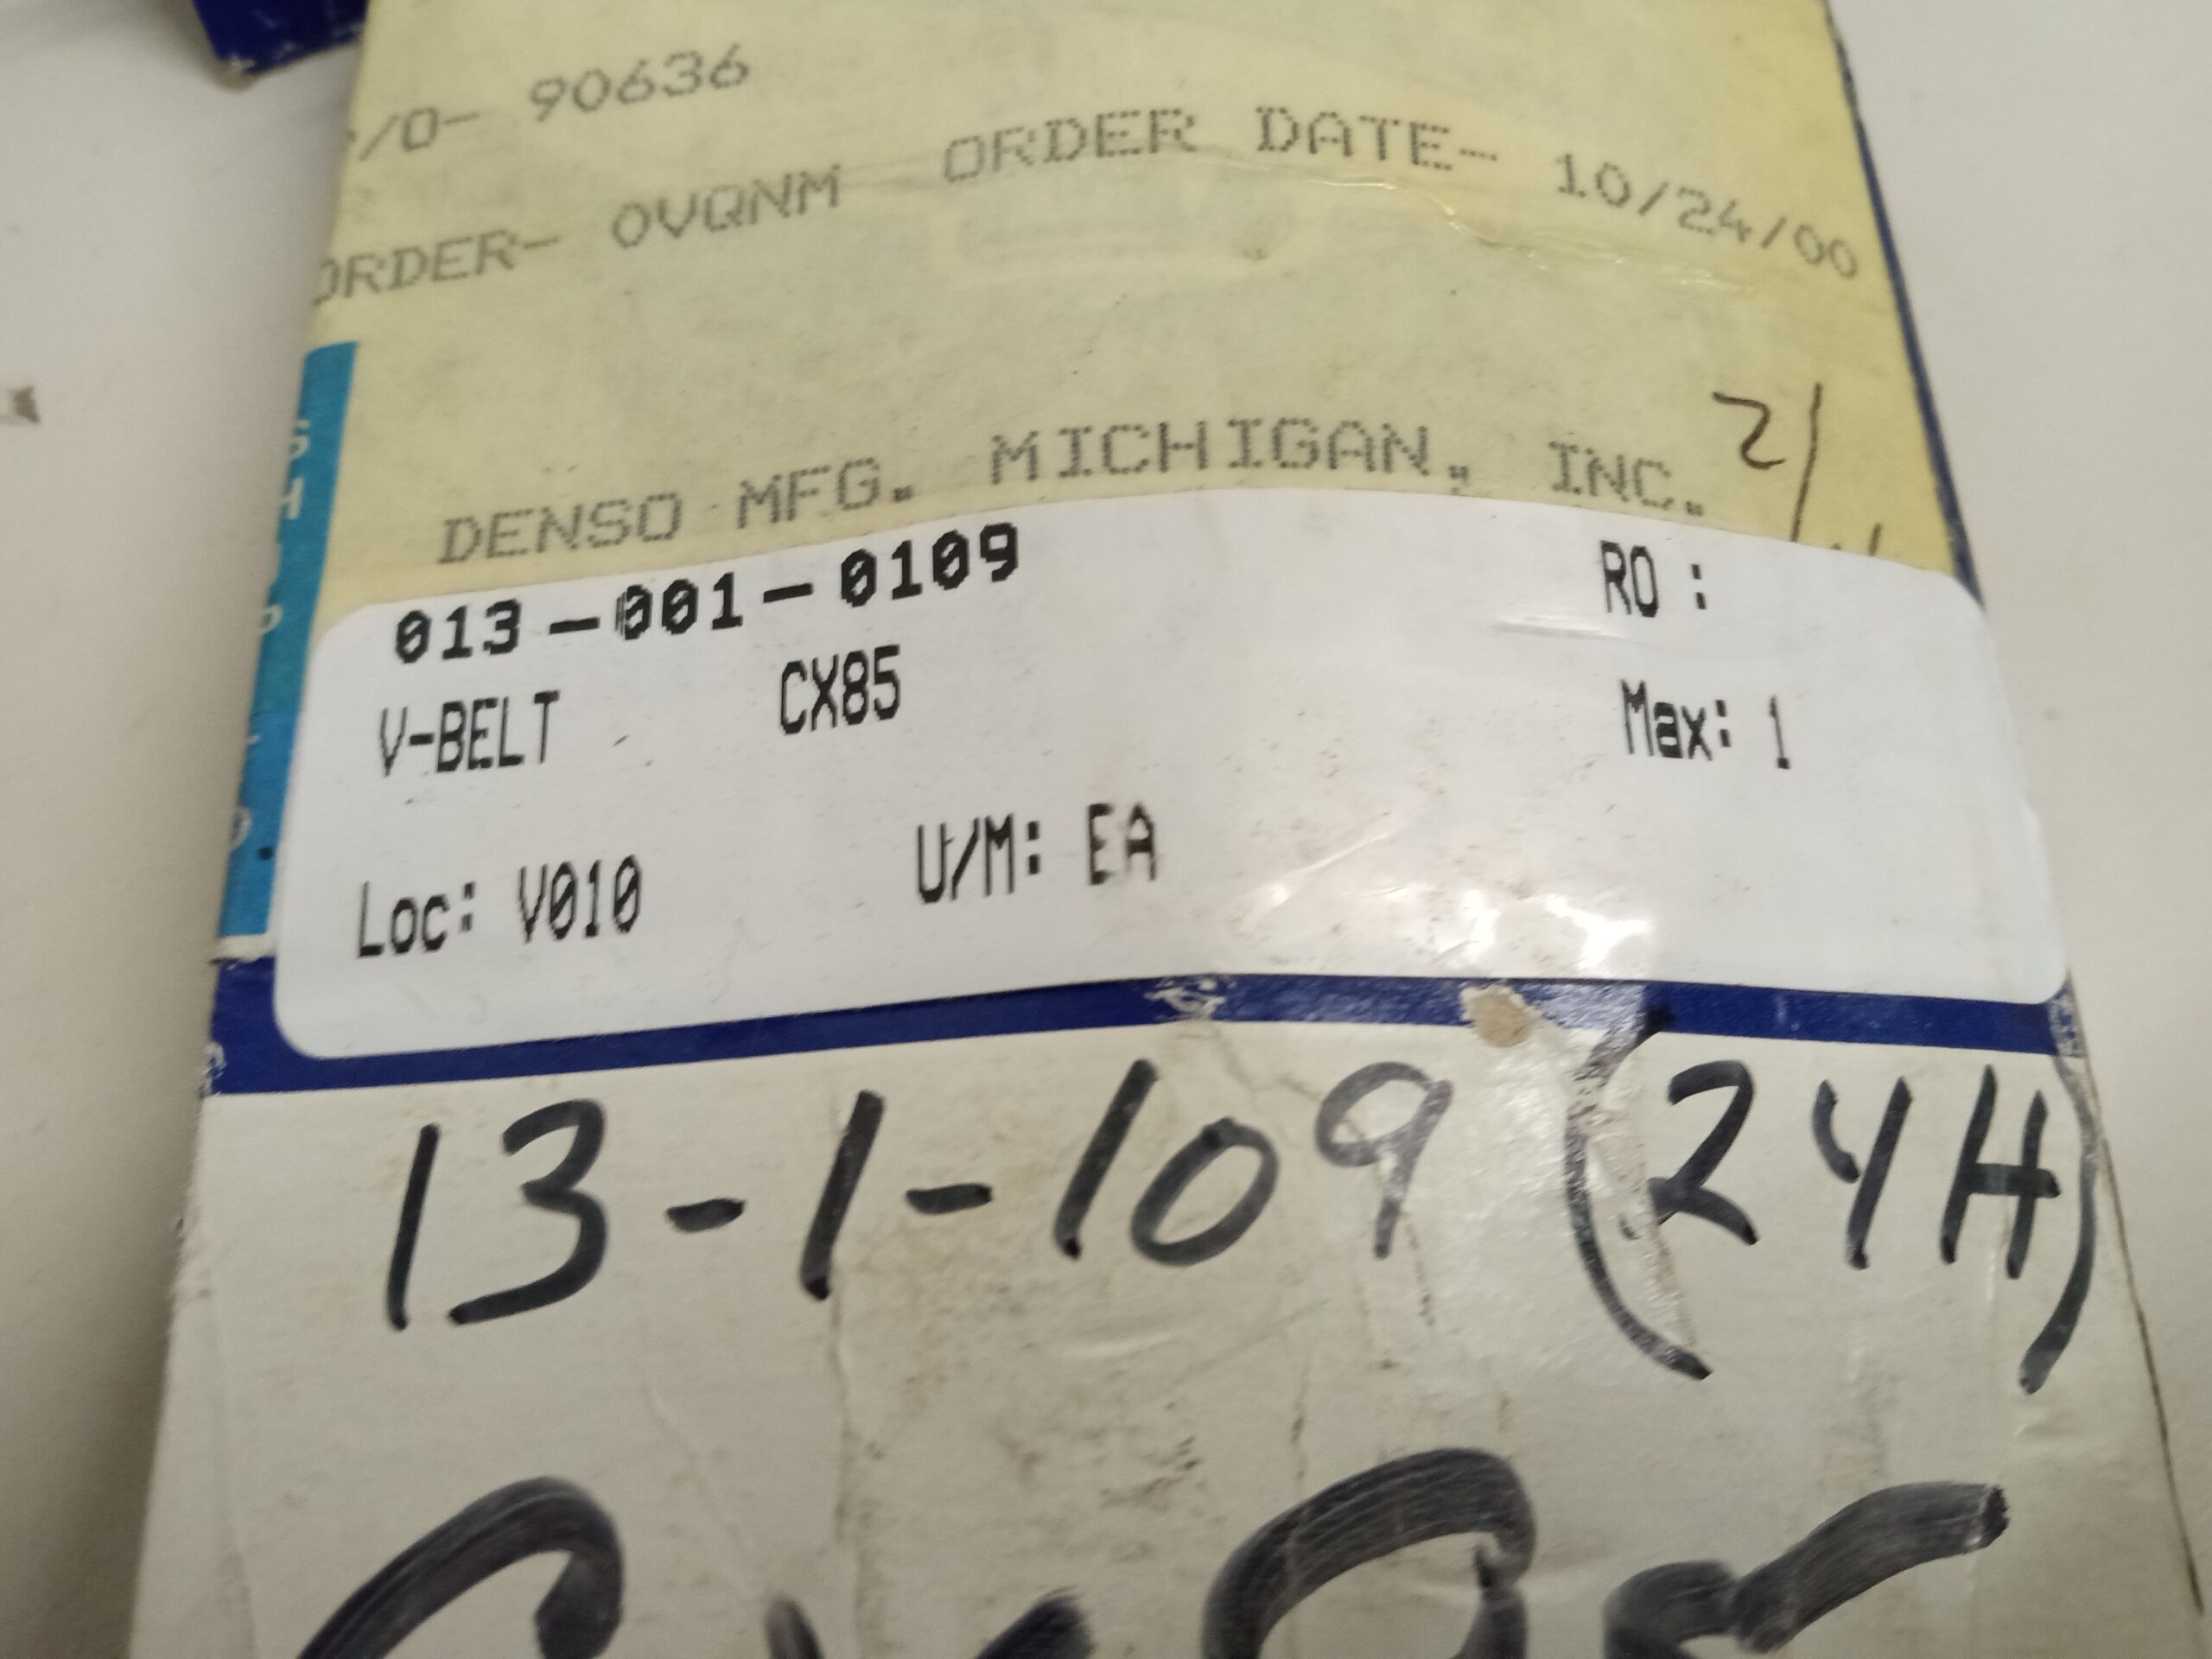 /O- 90636
ORDER- OVQNM ORDER DATE- 10/24/00
DENSO MFG. MICHIGAN, INC.
2/
013-001-0109
RO :
V-BELT CX85
Max: 1
Loc: V010 U/M: EA
13-1-109 (24H)